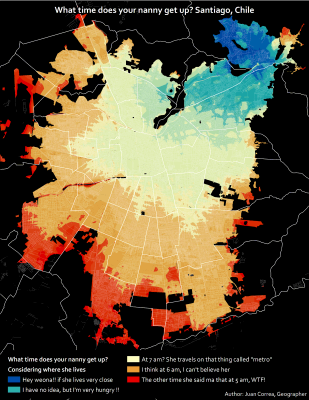 What time does your nanny get up? Santiago, Chile
What time does your nanny get up?
Considering where she lives
Hey weona!! if she lives very close
I have no idea, but I'm very hungry !!
At 7 am? She travels on that thing called "metro"
I think at 6 am, I can't believe her
The other time she said ma that at 5 am, WTF!
Author: Juan Correa, Geographer